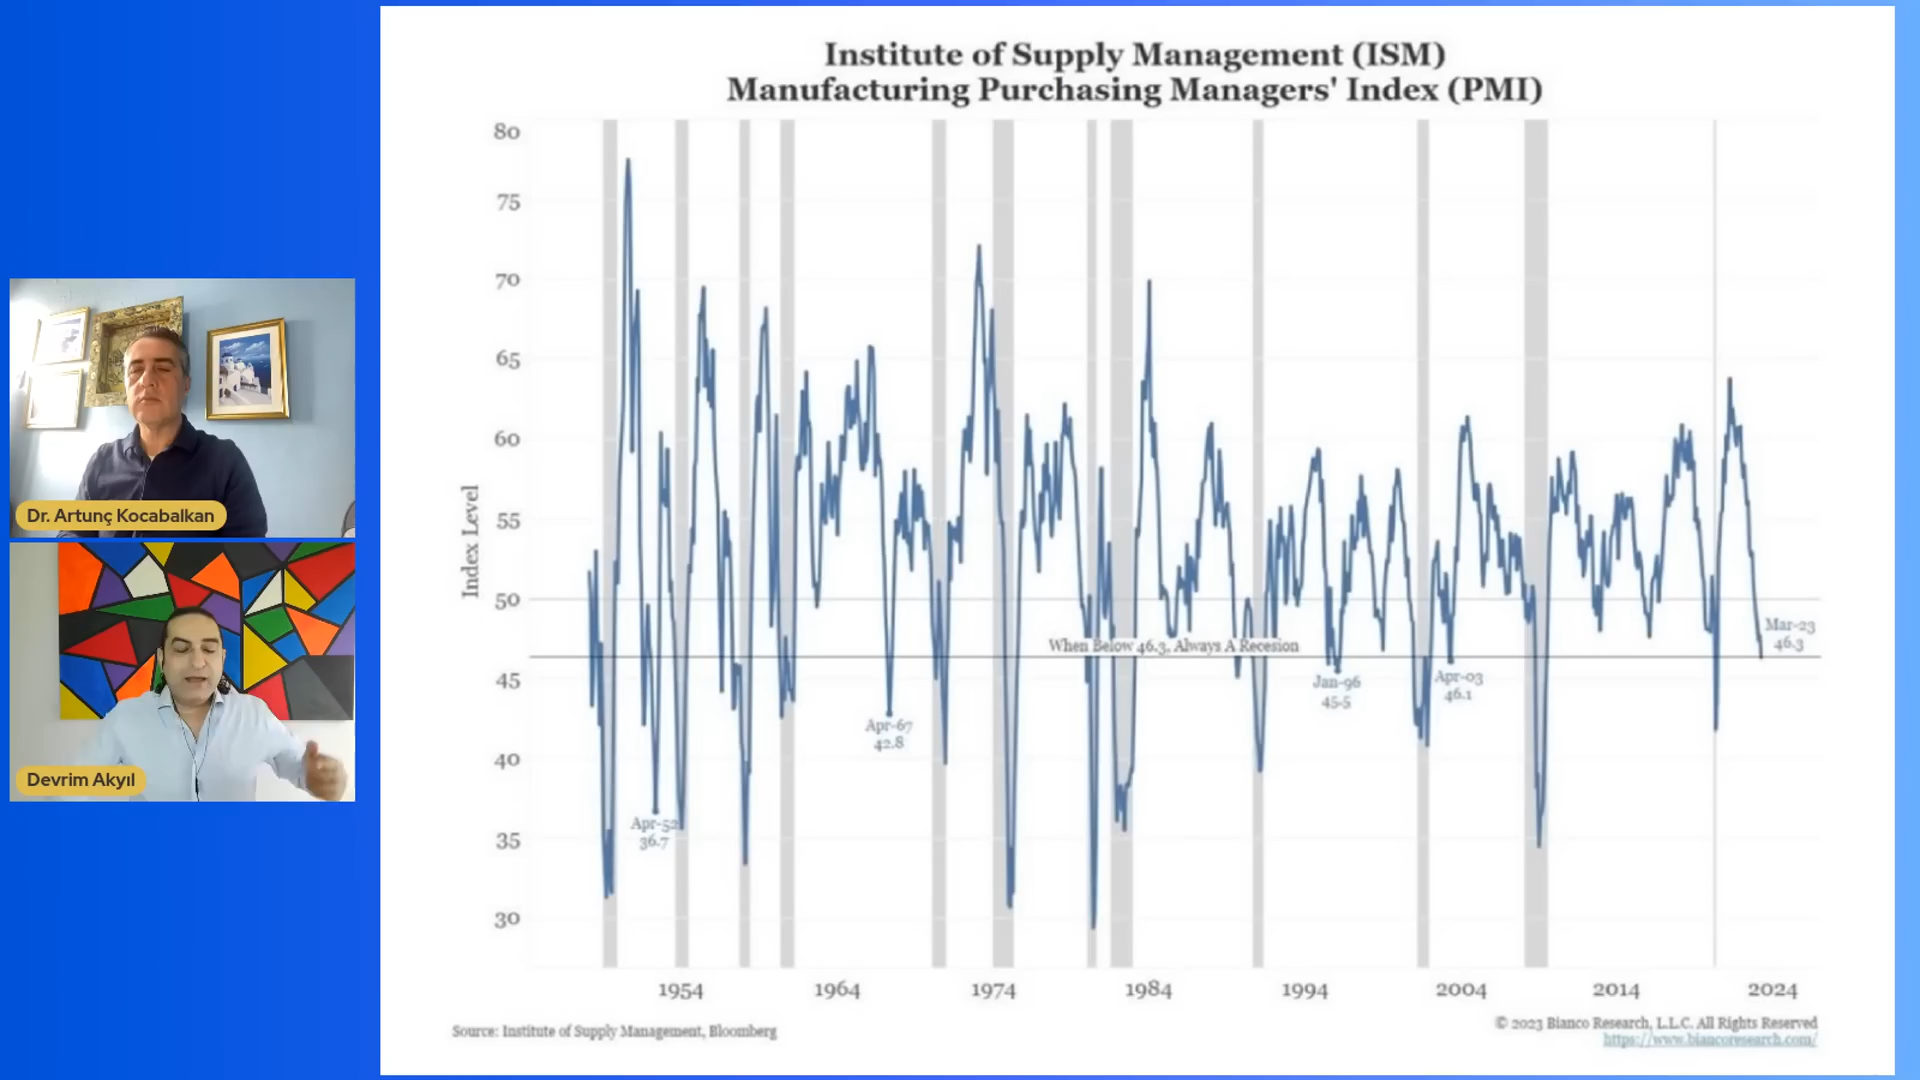 Institute of Supply Management (ISM)
Manufacturing Purchasing Managers' Index (PMI)
80
75
70
65
60
55
50
45
40
35
30
Index Level
When Below 46.3, Always A Recesion
Mar-23
46.3
Jan-96
45.5
Apr-03
46.1
Apr-67
42.8
Apr-52
36.7
1954
1964
1974
1984
1994
2004
2014
2024
Source: Institute of Supply Management, Bloomberg
© 2023 Bianco Research, L.L.C. All Rights Reserved
https://www.biancoresearch.com/
Dr. Artunç Kocabalkan
Devrim Akyıl